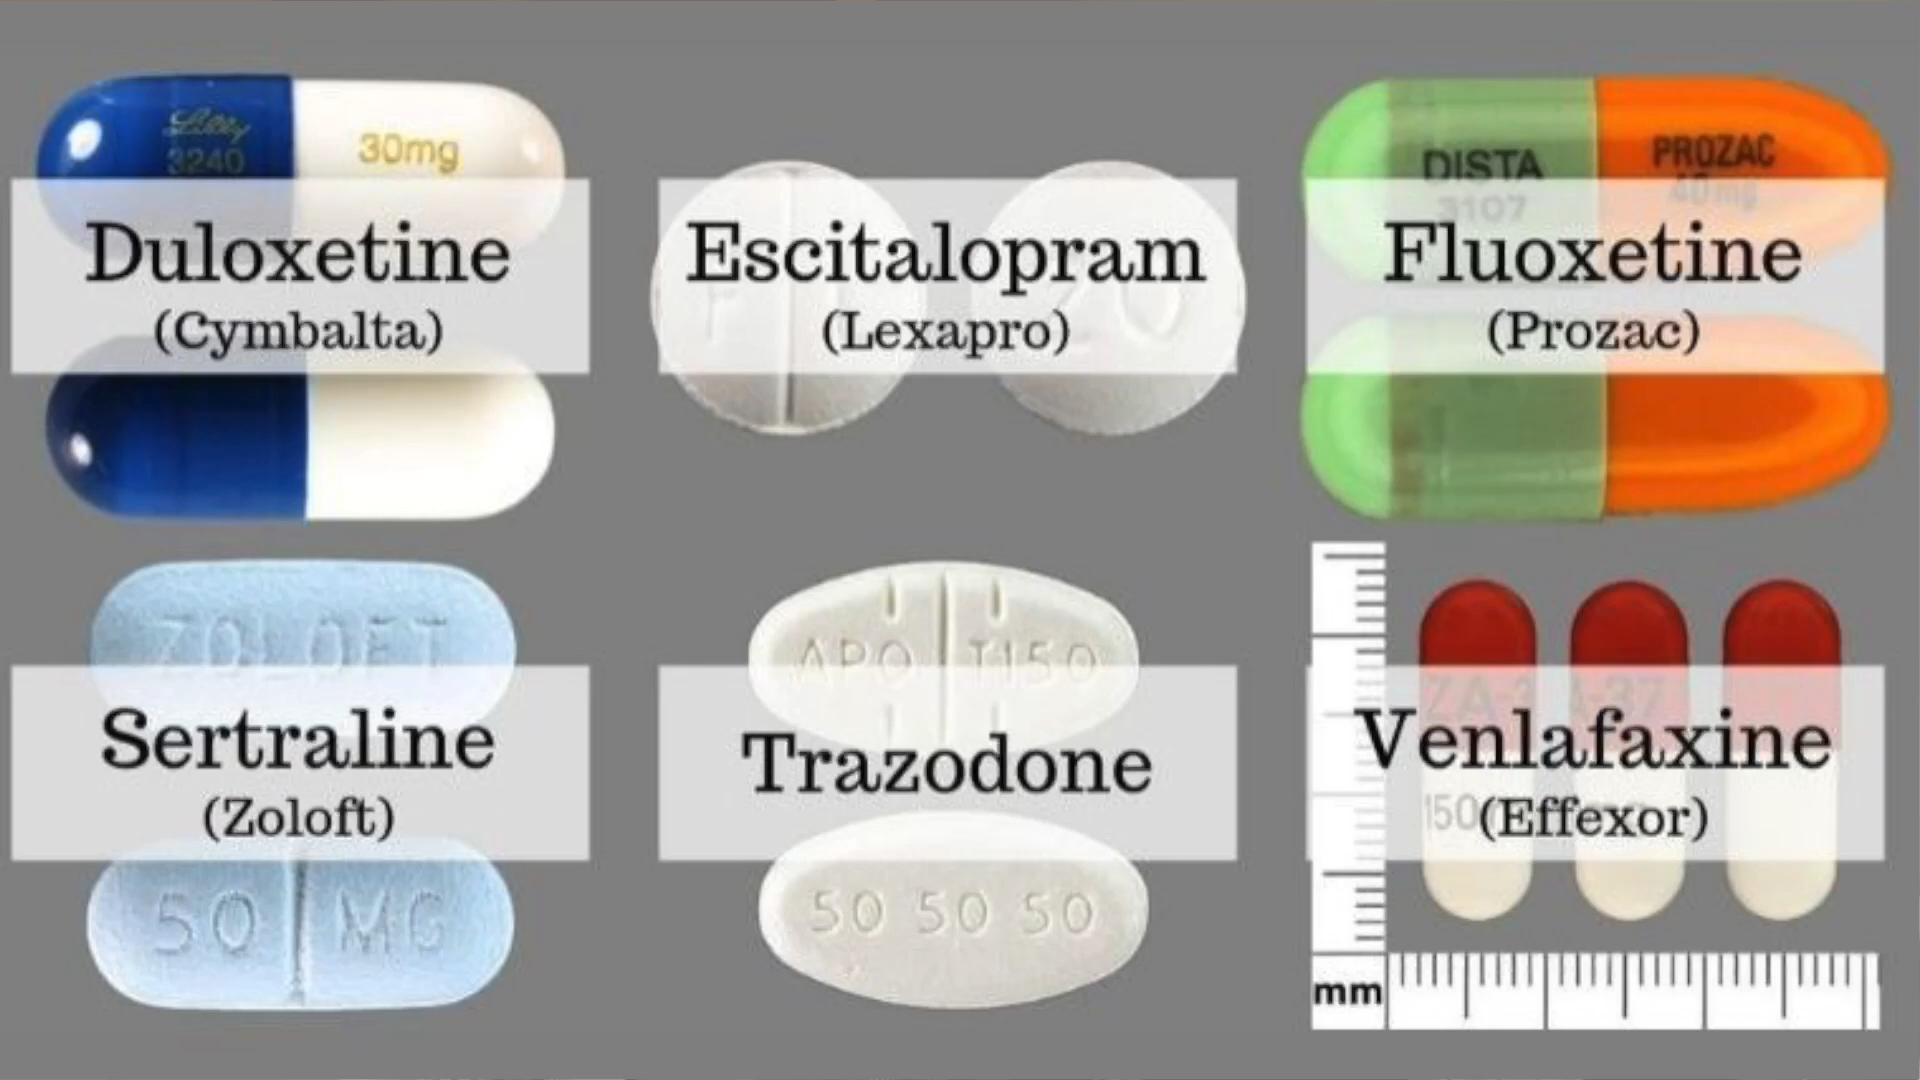 Lilly
3240
30mg
Duloxetine
(Cymbalta)
Escitalopram
(Lexapro)
DISTA
3107
PROZAC
40mg
Fluoxetine
(Prozac)
ZOLOFT
Sertraline
(Zoloft)
50 MG
APO T150
Trazodone
50 50 50
Venlafaxine
150
(Effexor)
mm